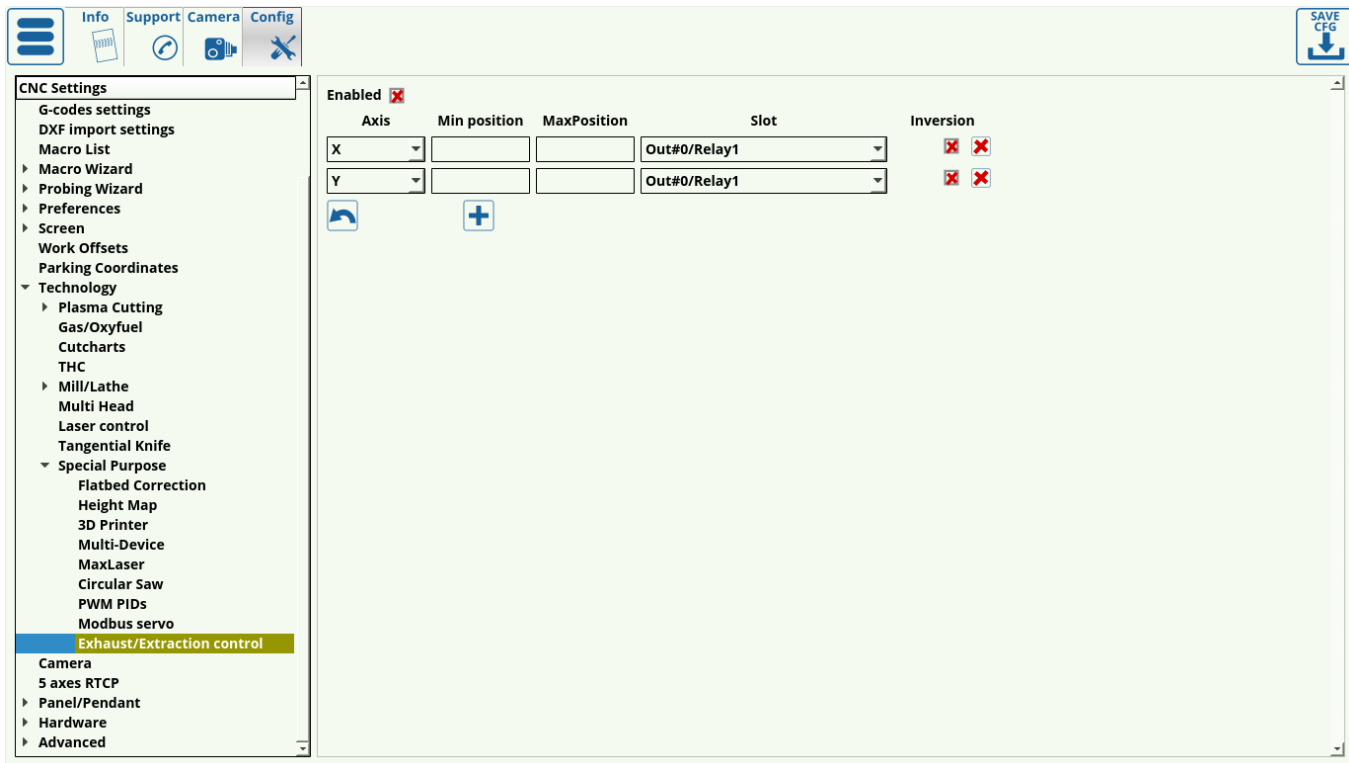 Info Support Camera Config
SAVE
CFG
CNC Settings
G-codes settings
DXF import settings
Macro List
Macro Wizard
Probing Wizard
Preferences
Screen
Work Offsets
Parking Coordinates
Technology
Plasma Cutting
Gas/Oxyfuel
Cutcharts
THC
Mill/Lathe
Multi Head
Laser control
Tangential Knife
Special Purpose
Flatbed Correction
Height Map
3D Printer
Multi-Device
MaxLaser
Circular Saw
PWM PIDs
Modbus servo
Exhaust/Extraction control
Camera
5 axes RTCP
Panel/Pendant
Hardware
Advanced
Enabled
Axis Min position MaxPosition Slot Inversion
X Out#0/Relay1
Y Out#0/Relay1